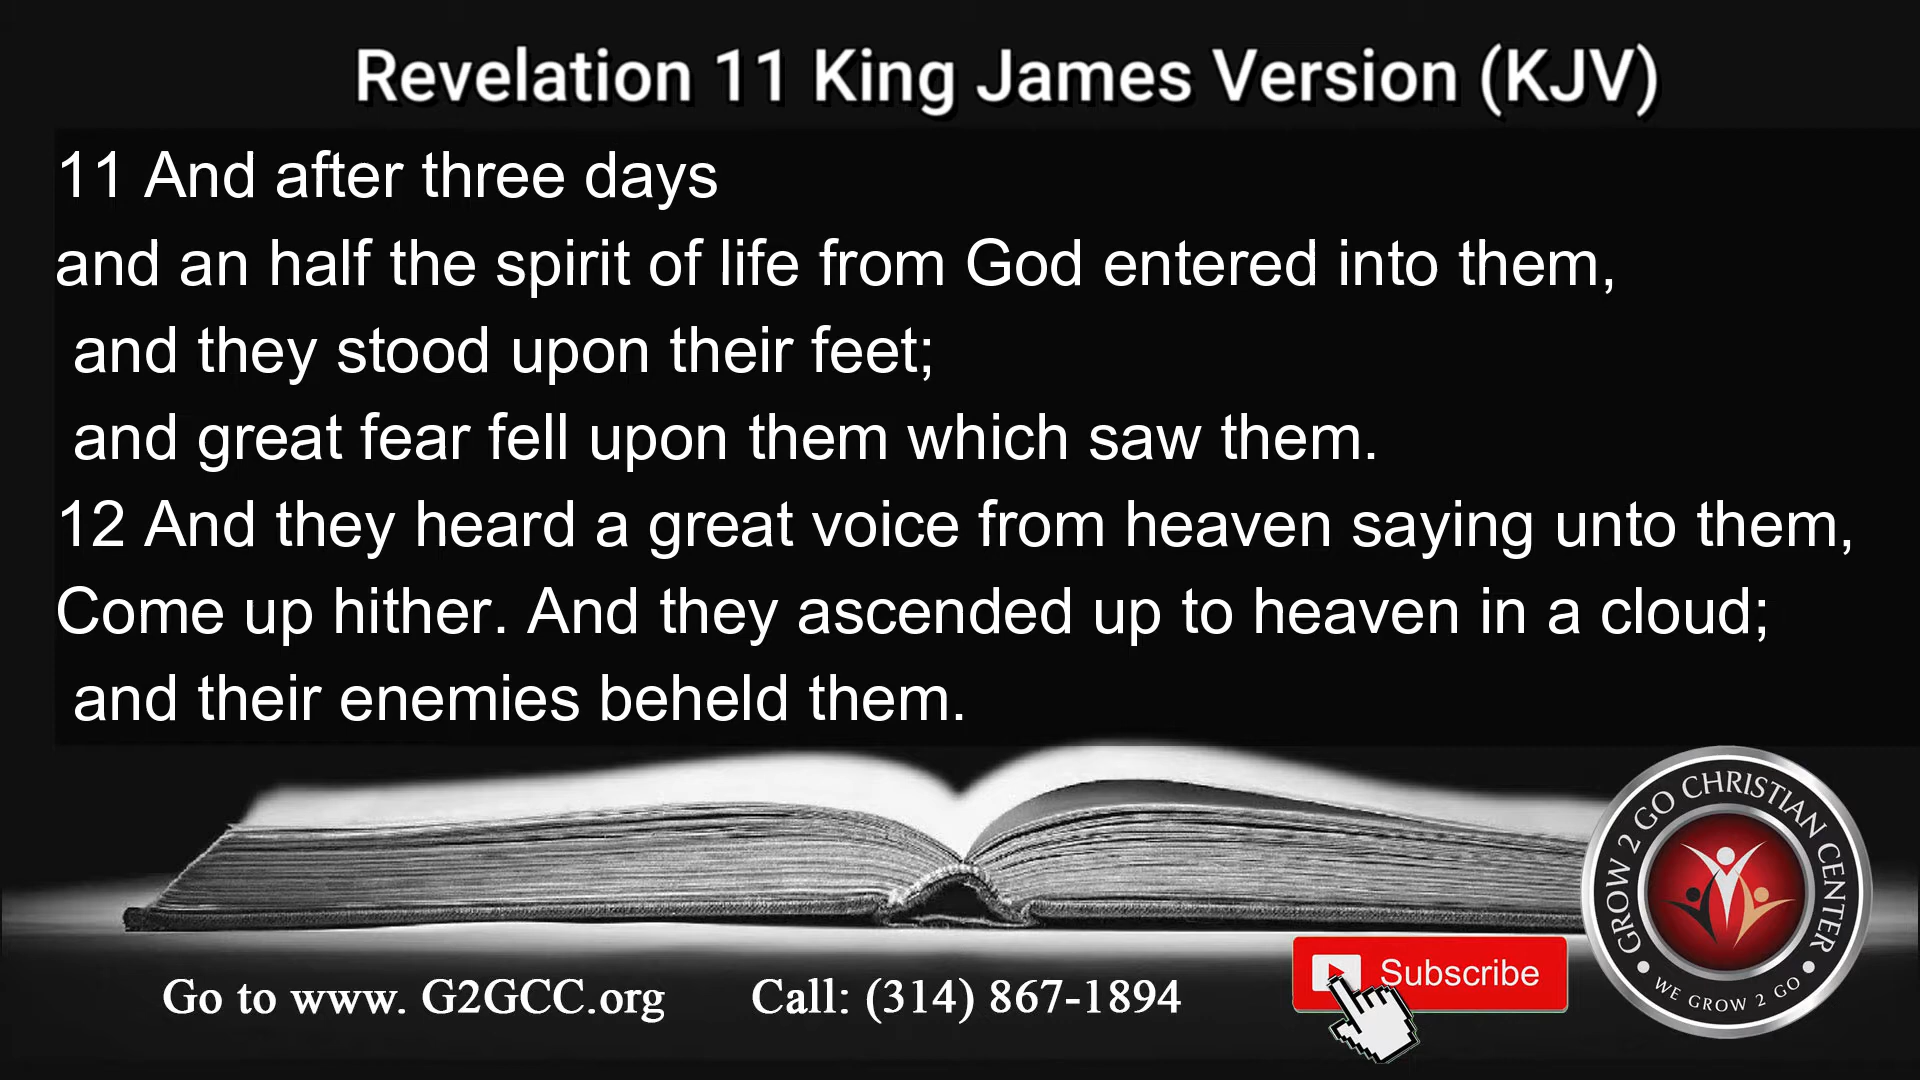 Revelation 11 King James Version (KJV)
11 And after three days
and an half the spirit of life from God entered into them,
and they stood upon their feet;
and great fear fell upon them which saw them.
12 And they heard a great voice from heaven saying unto them,
Come up hither. And they ascended up to heaven in a cloud;
and their enemies beheld them.
GROW 2 GO CHRISTIAN CENTER
WE GROW 2 GO
Subscribe
Go to www. G2GCC.org
Call: (314) 867-1894